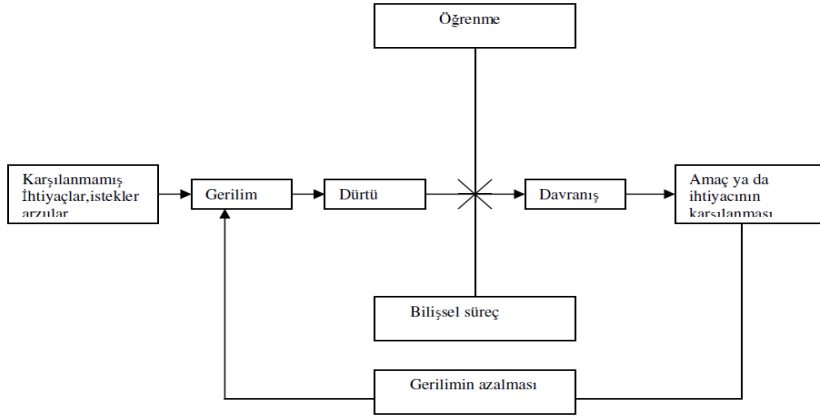 Öğrenme
Karşılanmamış
İhtiyaçlar,istekler
arzular
Gerilim
Dürtü
Davranış
Amaç ya da
ihtiyacının
karşılanması
Bilişsel süreç
Gerilimin azalması